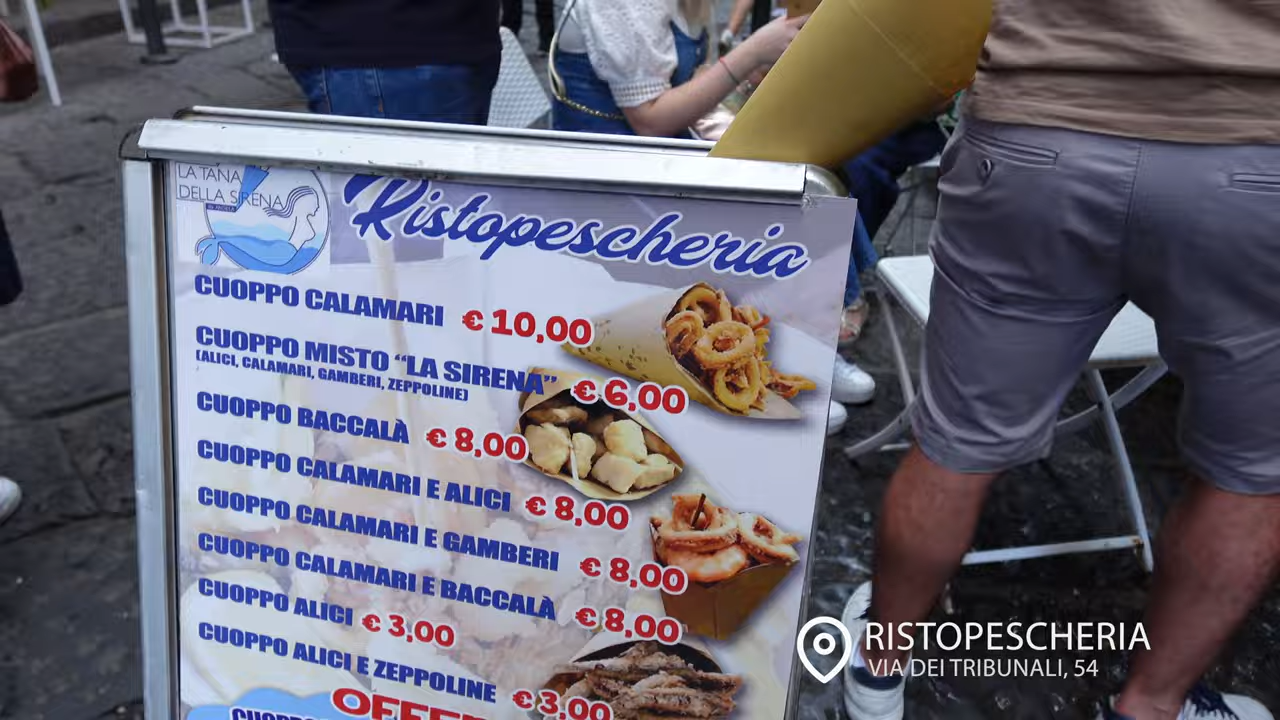 LA TANA
DELLA SIRENA
Ristopescheria
CUOPPO CALAMARI € 10,00
CUOPPO MISTO “LA SIRENA” € 6,00
(ALICI, CALAMARI, GAMBERI, ZEPPOLINE)
CUOPPO BACCALÀ € 8,00
CUOPPO CALAMARI E ALICI € 8,00
CUOPPO CALAMARI E GAMBERI € 8,00
CUOPPO CALAMARI E BACCALÀ € 8,00
CUOPPO ALICI € 3,00
CUOPPO ALICI E ZEPPOLINE € 3,00
RISTOPESCHERIA
VIA DEI TRIBUNALI, 54